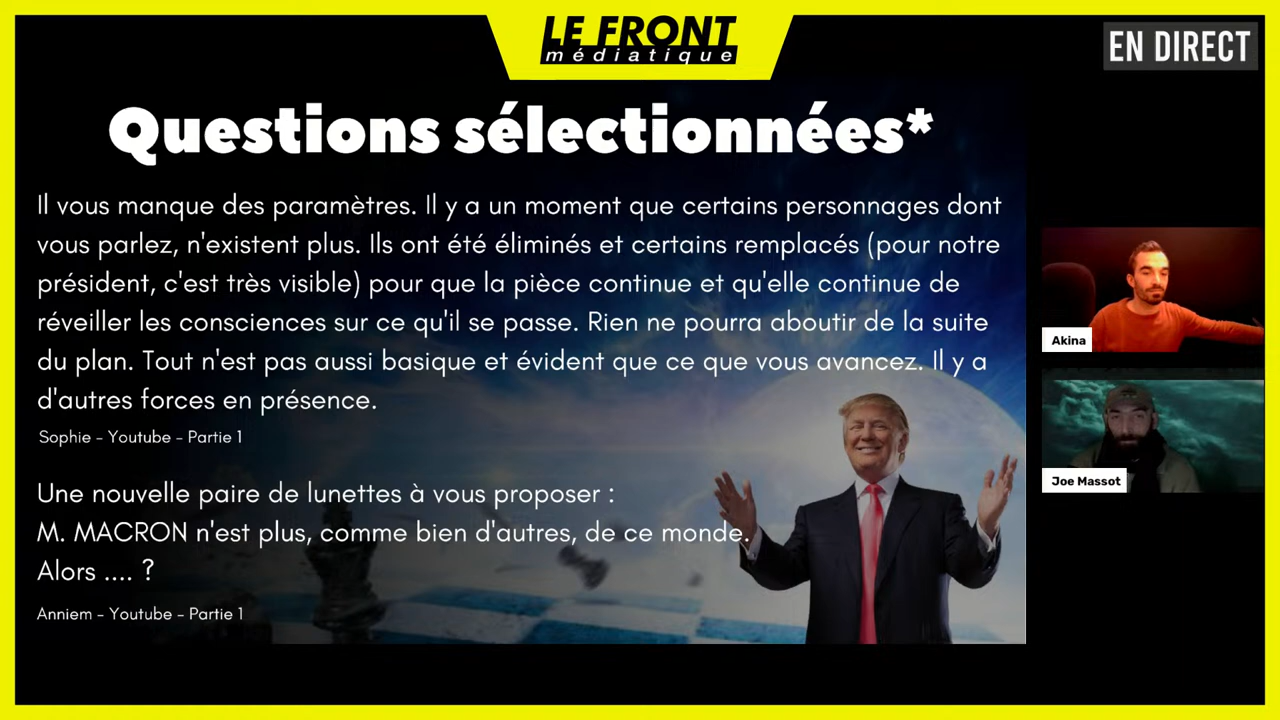 LE FRONT
médiatique
EN DIRECT
Questions sélectionnées*
Il vous manque des paramètres. Il y a un moment que certains personnages dont
vous parlez, n'existent plus. Ils ont été éliminés et certains remplacés (pour notre
président, c'est très visible) pour que la pièce continue et qu'elle continue de
réveiller les consciences sur ce qu'il se passe. Rien ne pourra aboutir de la suite
du plan. Tout n'est pas aussi basique et évident que ce que vous avancez. Il y a
d'autres forces en présence.
Sophie - Youtube - Partie 1
Une nouvelle paire de lunettes à vous proposer :
M. MACRON n'est plus, comme bien d'autres, de ce monde.
Alors .... ?
Anniem - Youtube - Partie 1
Akina
Joe Massot